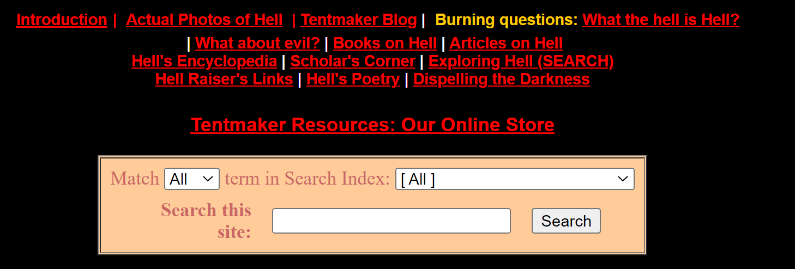 Introduction | Actual Photos of Hell | Tentmaker Blog | Burning questions: What the hell is Hell?
| What about evil? | Books on Hell | Articles on Hell
Hell's Encyclopedia | Scholar's Corner | Exploring Hell (SEARCH)
Hell Raiser's Links | Hell's Poetry | Dispelling the Darkness
Tentmaker Resources: Our Online Store
Match All term in Search Index: [ All ]
Search this
site: Search